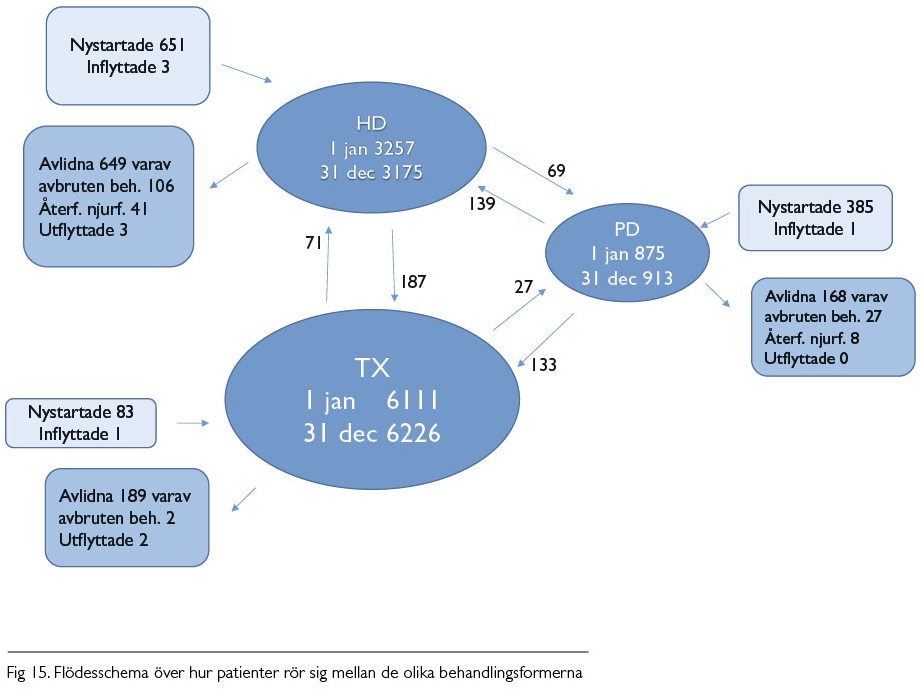 Nystartade 651
Inflyttade 3
HD
1 jan 3257
31 dec 3175
Avlidna 649 varav
avbruten beh. 106
Återf. njurf. 41
Utflyttade 3
69
139
Nystartade 385
Inflyttade 1
PD
1 jan 875
31 dec 913
71
187
27
133
Avlidna 168 varav
avbruten beh. 27
Återf. njurf. 8
Utflyttade 0
TX
1 jan 6111
31 dec 6226
Nystartade 83
Inflyttade 1
Avlidna 189 varav
avbruten beh. 2
Utflyttade 2
Fig 15. Flödesschema över hur patienter rör sig mellan de olika behandlingsformerna